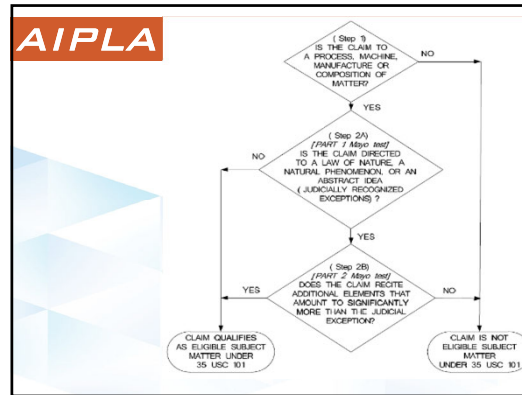 AIPLA
( Step 1 )
IS THE CLAIM TO
A PROCESS, MACHINE,
MANUFACTURE OR
COMPOSITION OF
MATTER?
NO
YES
( Step 2A )
[PART 1 Mayo test]
IS THE CLAIM DIRECTED
TO A LAW OF NATURE, A
NATURAL PHENOMENON, OR AN
ABSTRACT IDEA
( JUDICIALLY RECOGNIZED
EXCEPTIONS) ?
NO
YES
( Step 2B )
[PART 2 Mayo test]
DOES THE CLAIM RECITE
ADDITIONAL ELEMENTS THAT
AMOUNT TO SIGNIFICANTLY
MORE THAN THE JUDICIAL
EXCEPTION?
YES
NO
CLAIM QUALIFIES
AS ELIGIBLE SUBJECT
MATTER UNDER
35 USC 101
CLAIM IS NOT
ELIGIBLE SUBJECT
MATTER
UNDER 35 USC 101